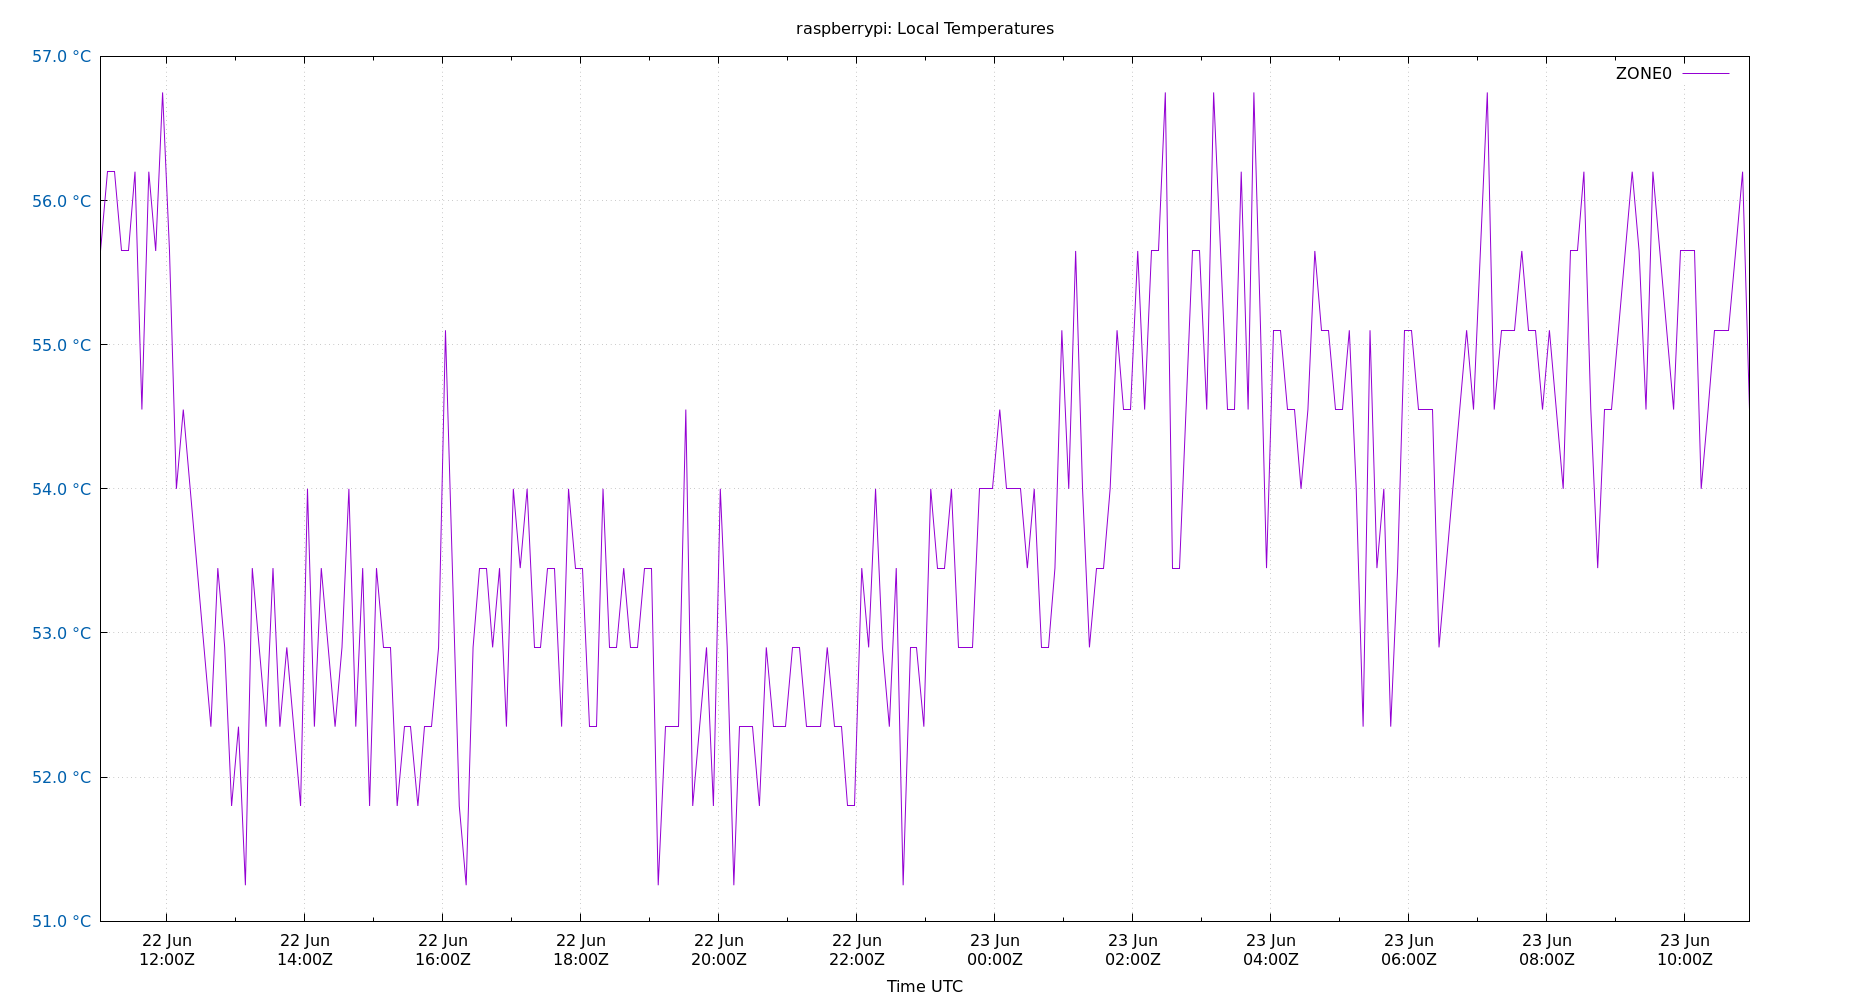 raspberrypi: Local Temperatures
57.0 °C
ZONE0
56.0 °C
55.0 °C
54.0 °C
53.0 °C
52.0 °C
51.0 °C
22 Jun 22 Jun 22 Jun 22 Jun 22 Jun 22 Jun 23 Jun 23 Jun 23 Jun 23 Jun 23 Jun 23 Jun
12:00Z 14:00Z 16:00Z 18:00Z 20:00Z 22:00Z 00:00Z 02:00Z 04:00Z 06:00Z 08:00Z 10:00Z
Time UTC